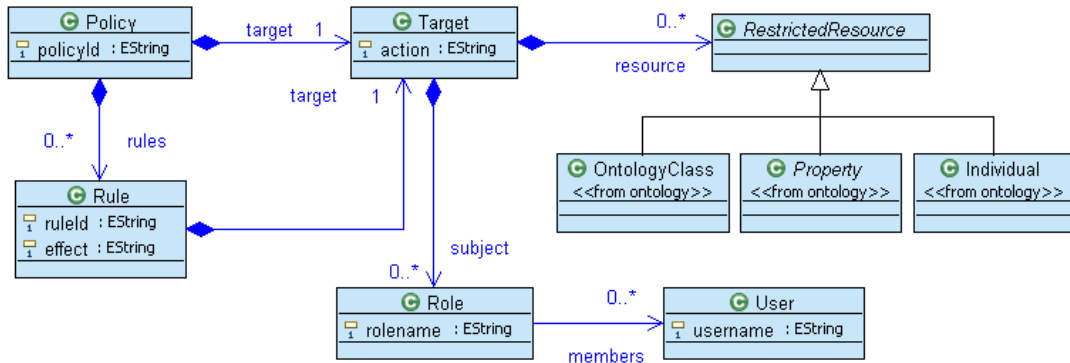 Policy
policyId : EString
target 1
Target
action : EString
0..*
resource
RestrictedResource
target 1
0..*
rules
OntologyClass
<<from ontology>>
Property
<<from ontology>>
Individual
<<from ontology>>
Rule
ruleId : EString
effect : EString
subject
0..*
Role
rolename : EString
0..*
members
User
username : EString